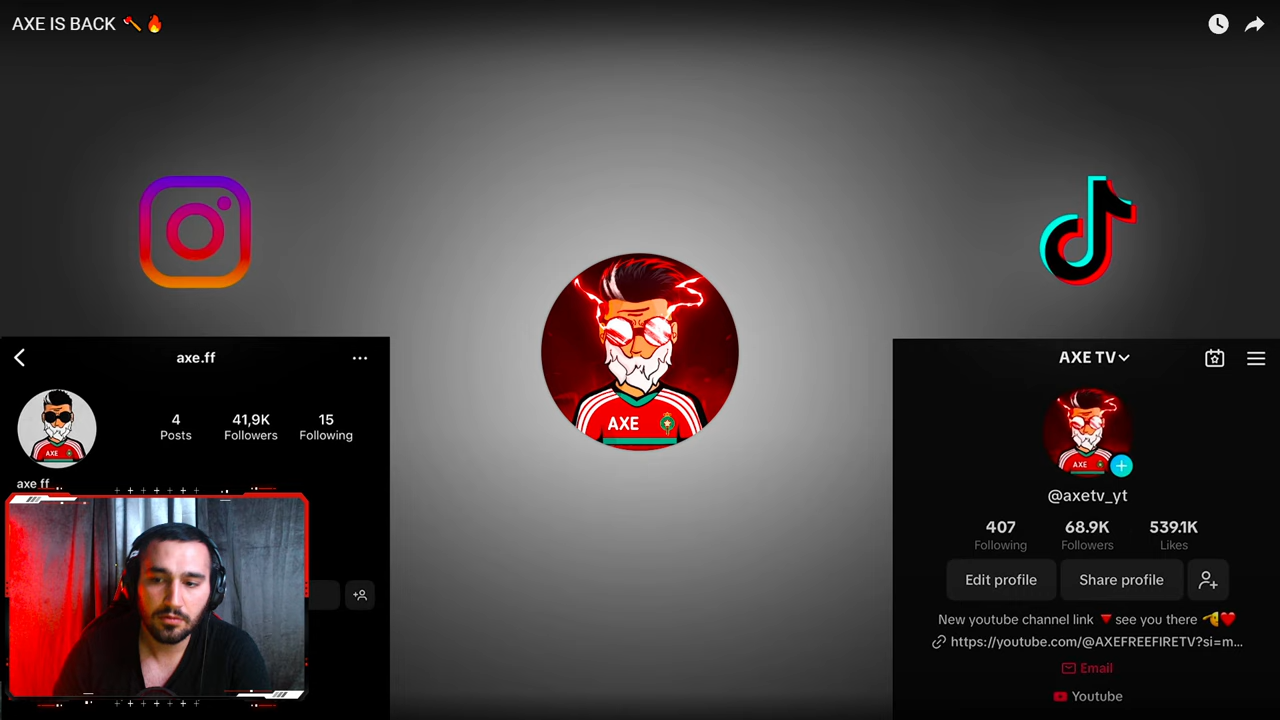 AXE IS BACK 🪓🔥
axe.ff
4
Posts
41,9K
Followers
15
Following
axe ff
AXE
AXE
AXE TV
AXE
@axetv_yt
407
Following
68.9K
Followers
539.1K
Likes
Edit profile
Share profile
New youtube channel link 🔻 see you there 🫡❤️
https://youtube.com/@AXEFREEFIRETV?si=m...
Email
Youtube